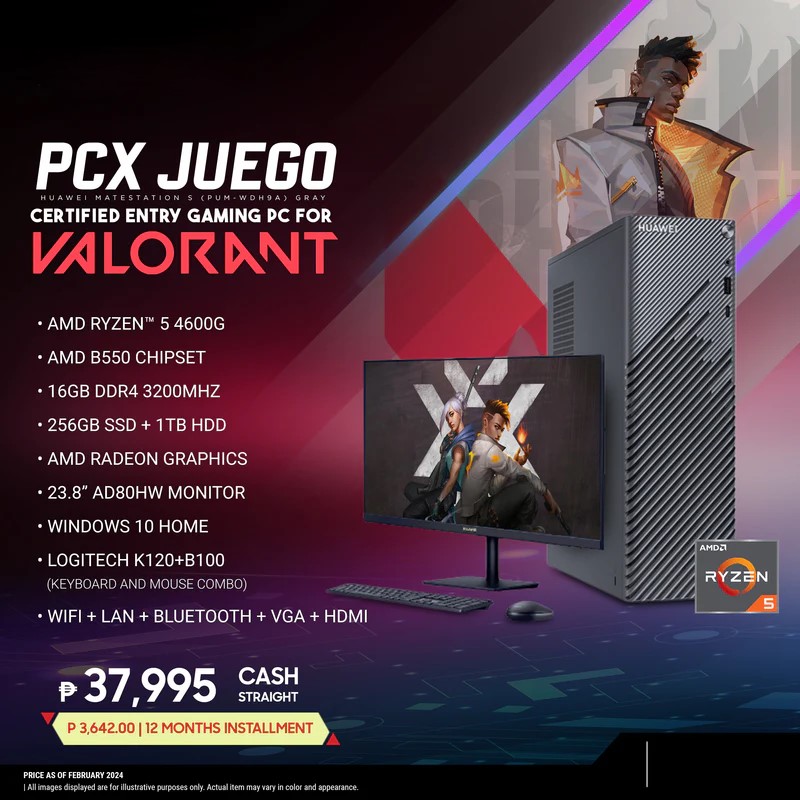 PCX JUEGO
HUAWEI MATESTATION S (PUM-WDH9A) GRAY
CERTIFIED ENTRY GAMING PC FOR
VALORANT
• AMD RYZEN™ 5 4600G
• AMD B550 CHIPSET
• 16GB DDR4 3200MHZ
• 256GB SSD + 1TB HDD
• AMD RADEON GRAPHICS
• 23.8” AD80HW MONITOR
• WINDOWS 10 HOME
• LOGITECH K120+B100
(KEYBOARD AND MOUSE COMBO)
• WIFI + LAN + BLUETOOTH + VGA + HDMI
HUAWEI
AMD
RYZEN
5
₱ 37,995 CASH
STRAIGHT
P 3,642.00 | 12 MONTHS INSTALLMENT
PRICE AS OF FEBRUARY 2024
| All images displayed are for illustrative purposes only. Actual item may vary in color and appearance.